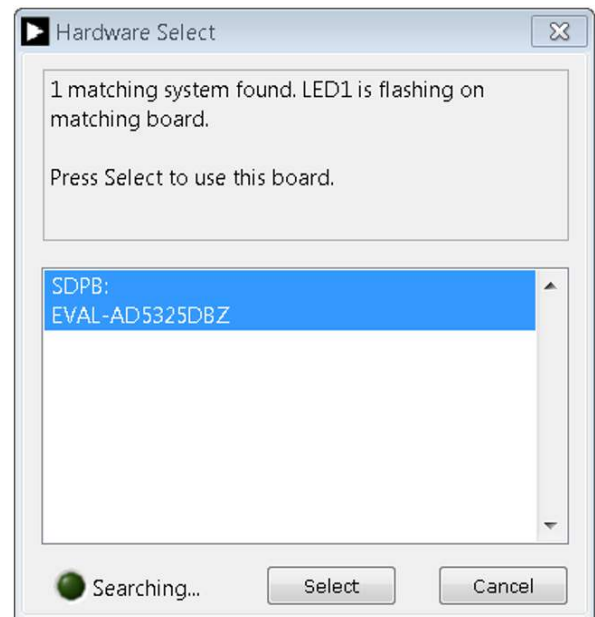 Hardware Select
1 matching system found. LED1 is flashing on
matching board.
Press Select to use this board.
SDPB:
EVAL-AD5325DBZ
Searching...
Select
Cancel